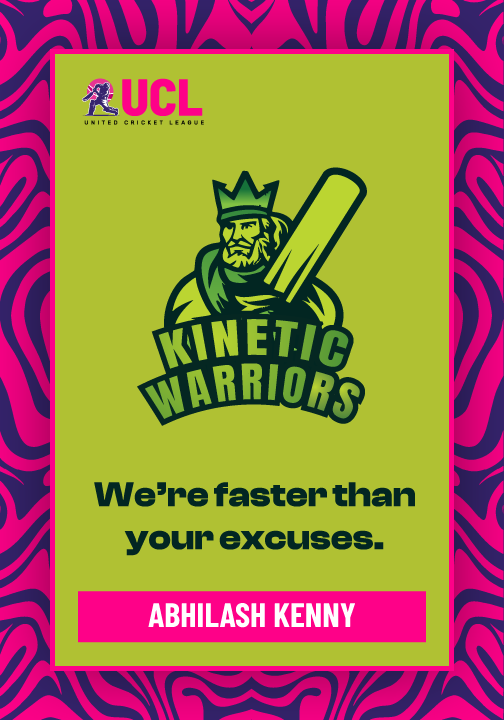 UCL
UNITED CRICKET LEAGUE
KINETIC
WARRIORS
We're faster than
your excuses.
ABHILASH KENNY